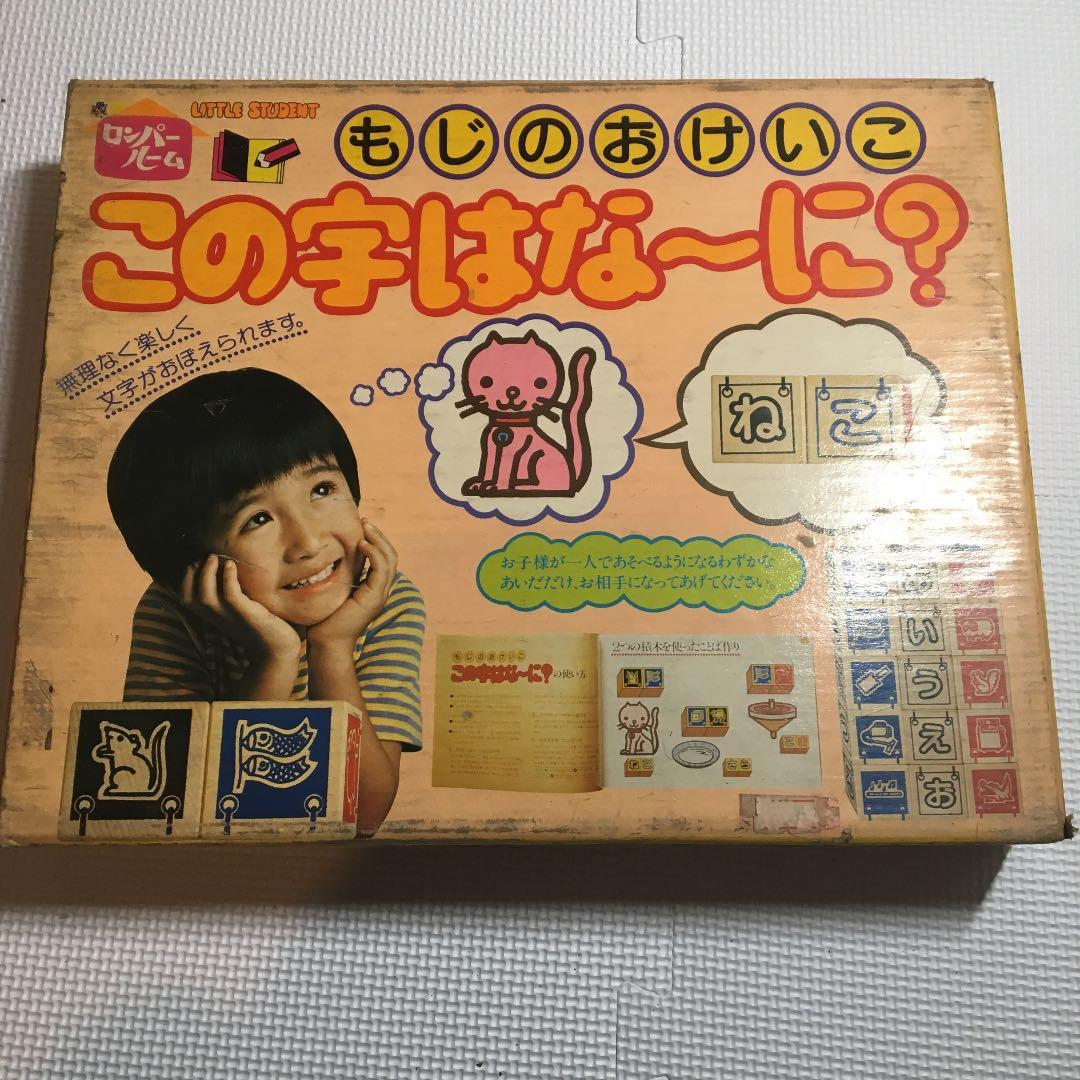 ロンパー
ルーム
LITTLE STUDENT
もじのおけいこ
この字はな〜に?
無理なく楽しく
文字がおぼえられます。
ね こ
お子様が一人であそべるようになるわずかな
あいだだけ、お相手になってあげてください。
もじのおけいこ
この字はな〜に?の使い方
2つの積木を使ったことば作り
ねこ
さら
こま
い
う
え
お